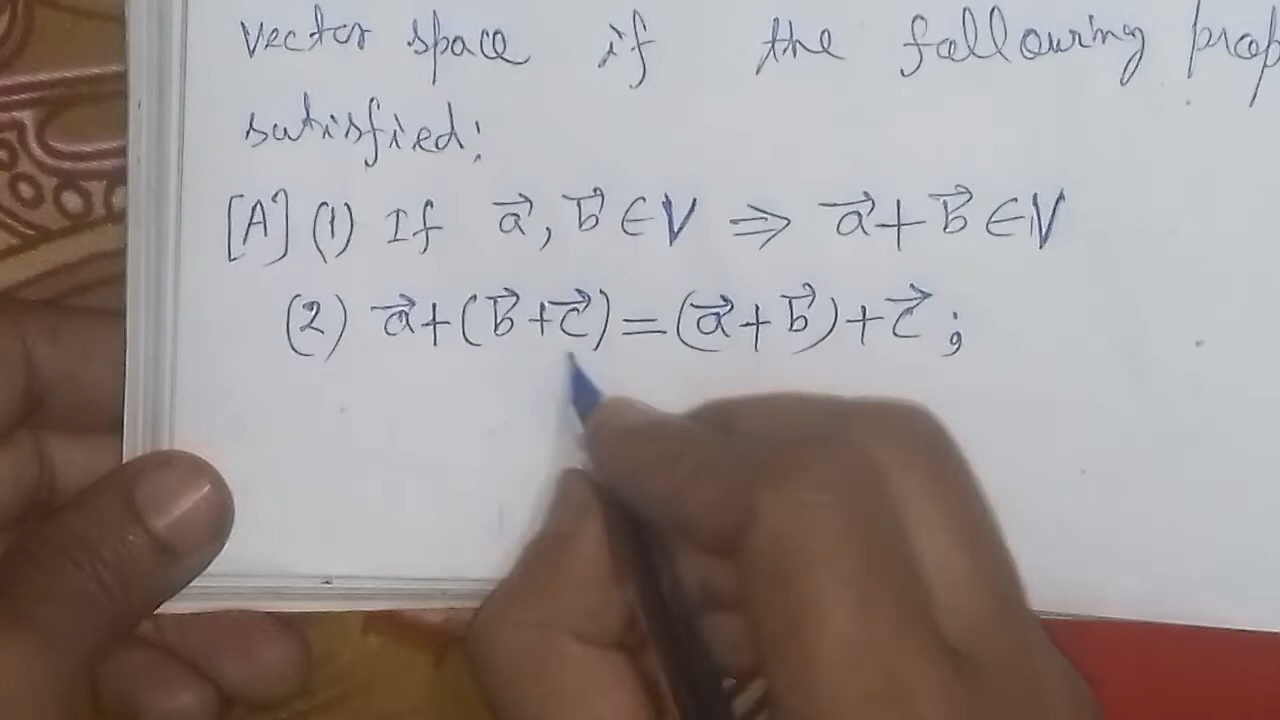 vector space if the following prop
satisfied:
[A] (1) If a⃗, b⃗ ∈ V ⇒ a⃗ + b⃗ ∈ V
(2) a⃗ + (b⃗ + c⃗) = (a⃗ + b⃗) + c⃗ ;